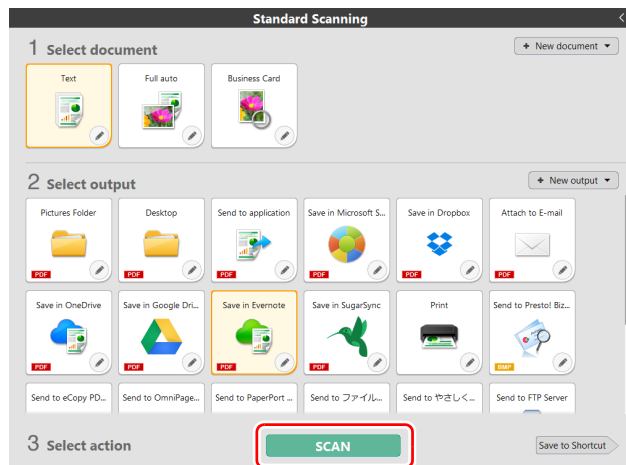 Standard Scanning
1 Select document
+ New document
Text
Full auto
Business Card
2 Select output
+ New output
Pictures Folder
Desktop
Send to application
Save in Microsoft S...
Save in Dropbox
Attach to E-mail
PDF
PDF
PDF
PDF
PDF
PDF
Save in OneDrive
Save in Google Dri...
Save in Evernote
Save in SugarSync
Print
Send to Presto! Biz...
PDF
PDF
PDF
PDF
BMP
Send to eCopy PD...
Send to OmniPage...
Send to PaperPort ...
Send to ファイル...
Send to やさしく...
Send to FTP Server
3 Select action
SCAN
Save to Shortcut